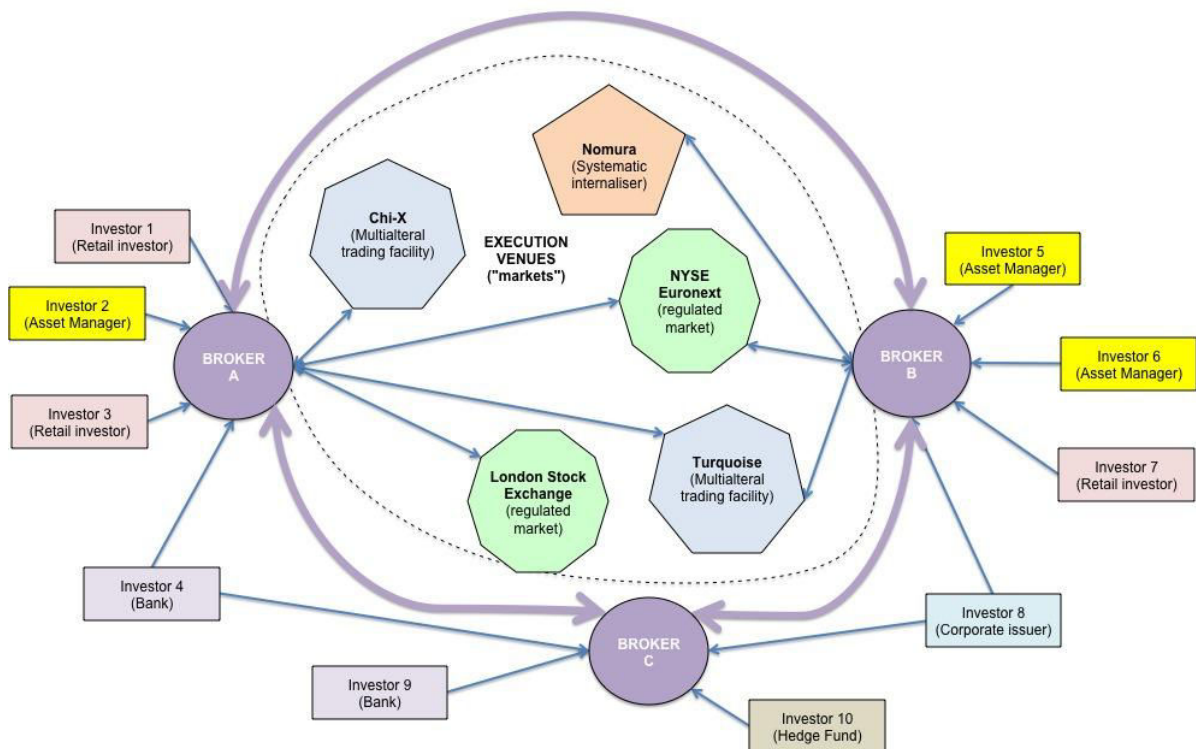 Nomura
(Systematic
internaliser)
Chi-X
(Multialteral
trading facility)
EXECUTION
VENUES
("markets")
NYSE
Euronext
(regulated
market)
Investor 1
(Retail investor)
Investor 2
(Asset Manager)
BROKER
A
Investor 3
(Retail investor)
Investor 5
(Asset Manager)
BROKER
B
Investor 6
(Asset Manager)
Investor 7
(Retail investor)
London Stock
Exchange
(regulated
market)
Turquoise
(Multialteral
trading facility)
Investor 4
(Bank)
Investor 8
(Corporate issuer)
BROKER
C
Investor 9
(Bank)
Investor 10
(Hedge Fund)